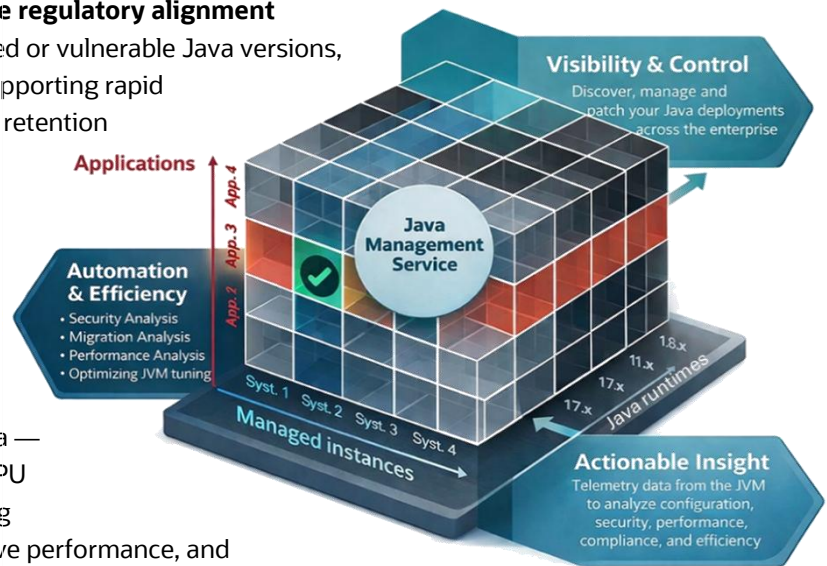 e regulatory alignment
ed or vulnerable Java versions,
pporting rapid
retention
Visibility & Control
Discover, manage and
patch your Java deployments
across the enterprise
Applications
App. 4
App. 3
App. 2
Java
Management
Service
Automation
& Efficiency
• Security Analysis
• Migration Analysis
• Performance Analysis
• Optimizing JVM tuning
Syst. 1 Syst. 2 Syst. 3 Syst. 4
Managed instances
17.x 17.x 11.x 1.8.x
Java runtimes
Actionable Insight
Telemetry data from the JVM
to analyze configuration,
security, performance,
compliance, and efficiency
a —
PU
g
ve performance, and